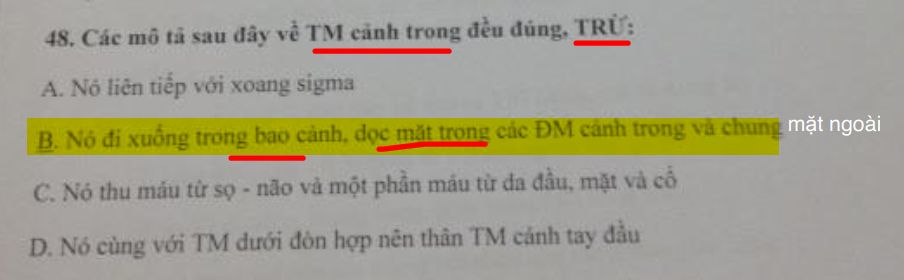 48. Các mô tả sau đây về TM cảnh trong đều đúng, TRỪ:
A. Nó liên tiếp với xoang sigma
B. Nó đi xuống trong bao cảnh, dọc mặt trong các ĐM cảnh trong và chung mặt ngoài
C. Nó thu máu từ sọ - não và một phần máu từ da đầu, mặt và cổ
D. Nó cùng với TM dưới đòn hợp nên thân TM cánh tay đầu